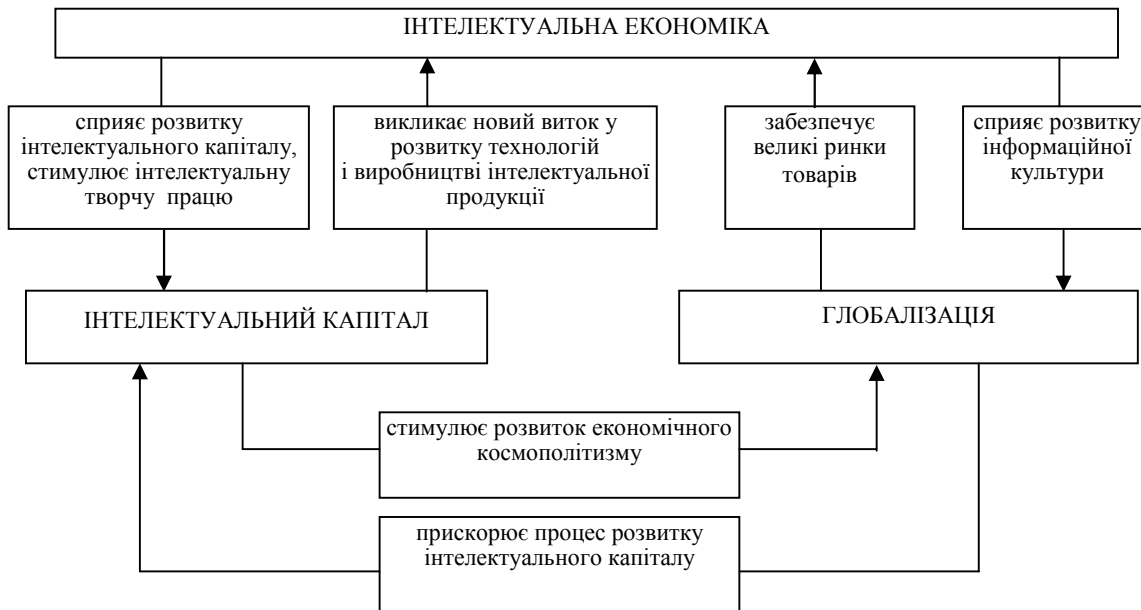 ІНТЕЛЕКТУАЛЬНА ЕКОНОМІКА
сприяє розвитку
інтелектуального капіталу,
стимулює інтелектуальну
творчу працю
викликає новий виток у
розвитку технологій
і виробництві інтелектуальної
продукції
забезпечує
великі ринки
товарів
сприяє розвитку
інформаційної
культури
ІНТЕЛЕКТУАЛЬНИЙ КАПІТАЛ
ГЛОБАЛІЗАЦІЯ
стимулює розвиток економічного
космополітизму
прискорює процес розвитку
інтелектуального капіталу